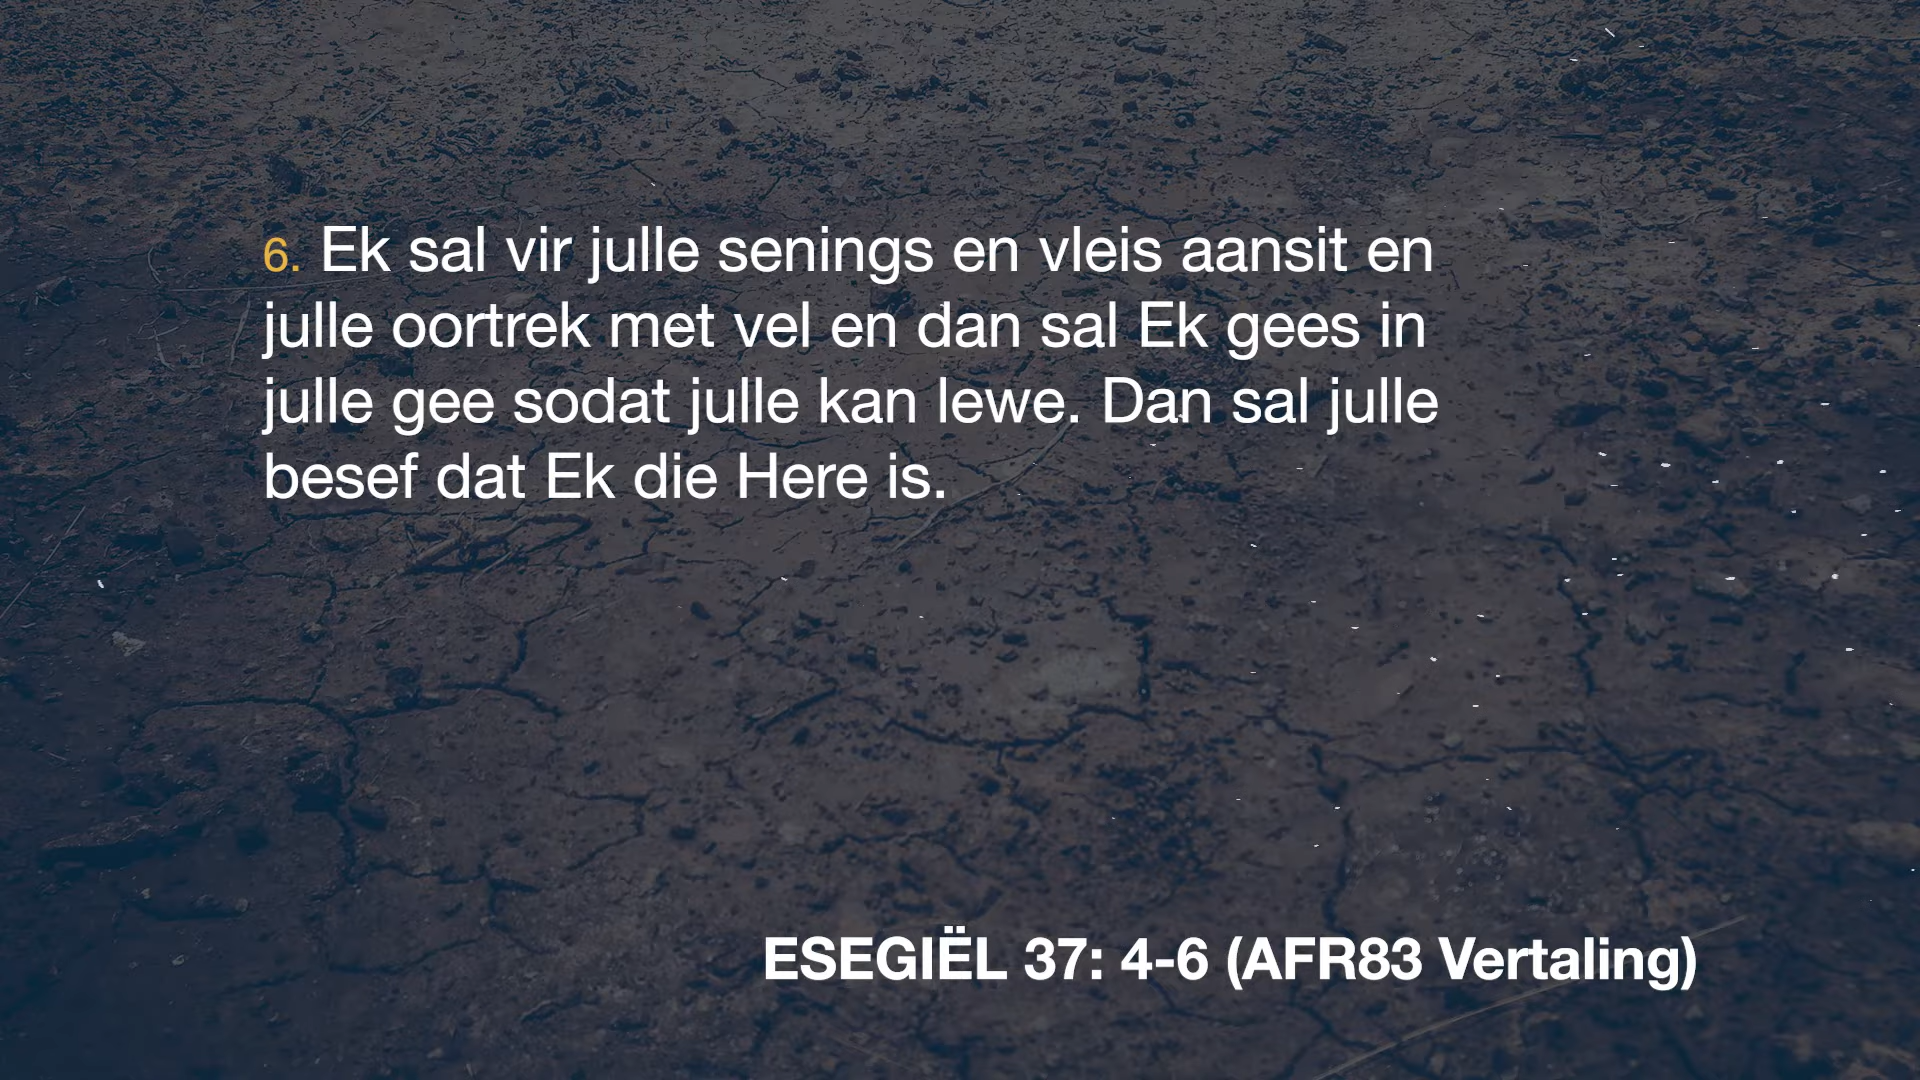 6. Ek sal vir julle senings en vleis aansit en
julle oortrek met vel en dan sal Ek gees in
julle gee sodat julle kan lewe. Dan sal julle
besef dat Ek die Here is.
ESEGIËL 37: 4-6 (AFR83 Vertaling)